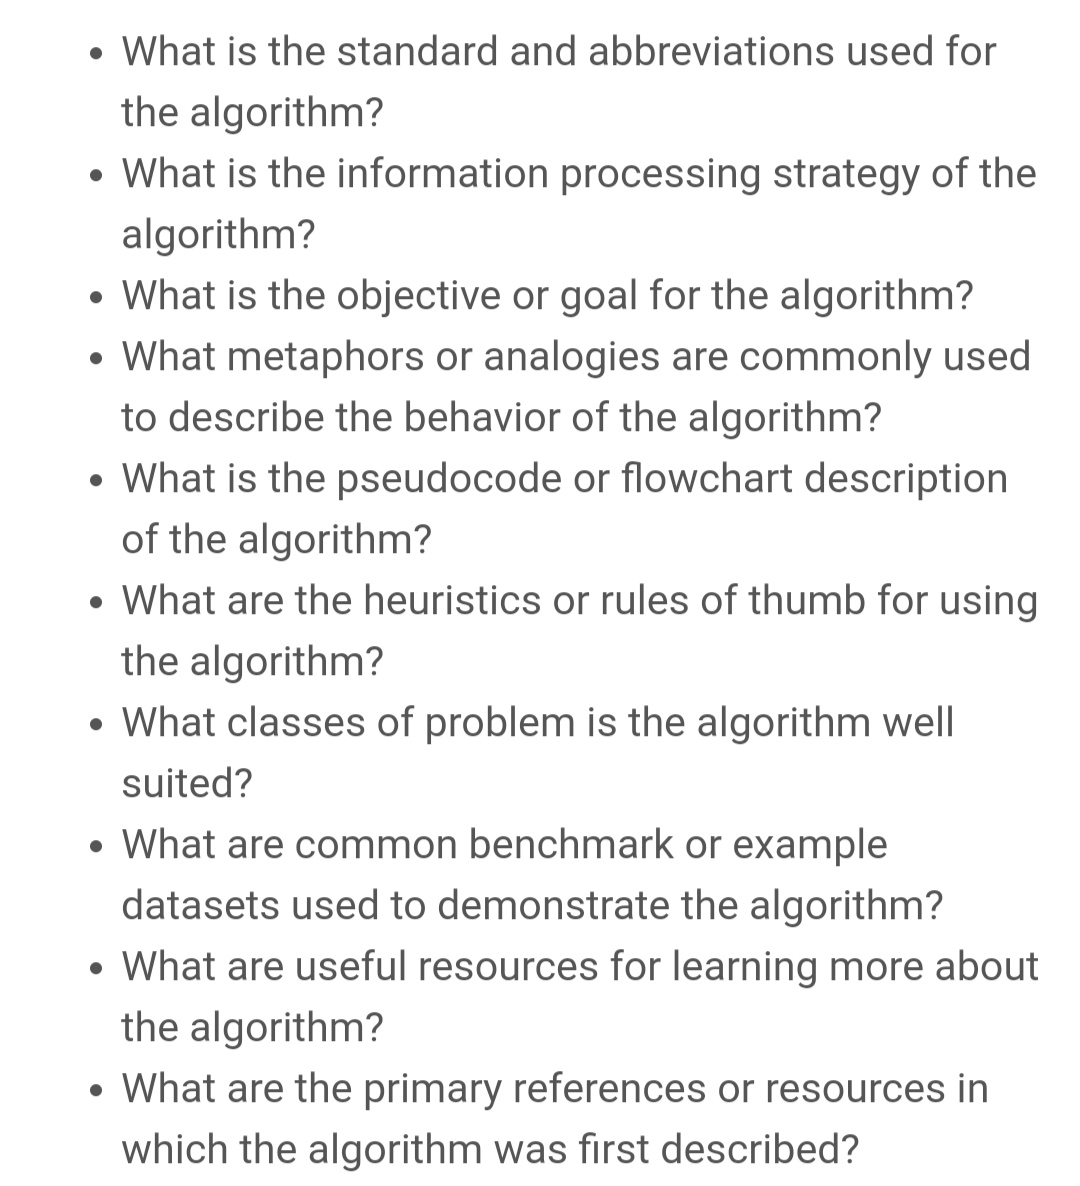 • What is the standard and abbreviations used for
the algorithm?
• What is the information processing strategy of the
algorithm?
• What is the objective or goal for the algorithm?
• What metaphors or analogies are commonly used
to describe the behavior of the algorithm?
• What is the pseudocode or flowchart description
of the algorithm?
• What are the heuristics or rules of thumb for using
the algorithm?
• What classes of problem is the algorithm well
suited?
• What are common benchmark or example
datasets used to demonstrate the algorithm?
• What are useful resources for learning more about
the algorithm?
• What are the primary references or resources in
which the algorithm was first described?